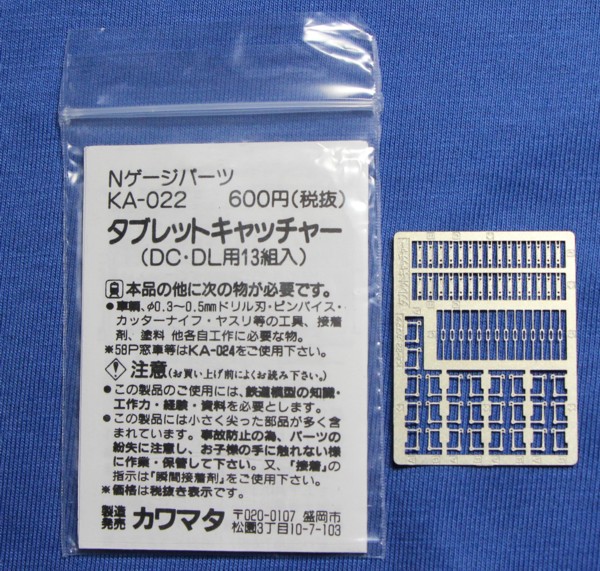 Nゲージパーツ
KA-022 600円(税抜)
タブレットキャッチャー
(DC・DL用13組入)
本品の他に次の物が必要です。
●車輌、φ0.3〜0.5mmドリル刃・ピンバイス・
カッターナイフ・ヤスリ等の工具、接着
剤、塗料 他各自工作に必要な物。
※58P窓車等はKA-024をご使用下さい。
注意(お買い上げ前によくお読み下さい。)
●この製品のご使用には、鉄道模型の知識・
工作力・経験・資料を必要とします。
●この製品には小さく尖った部品が多く含
まれています。事故防止の為、パーツの
紛失に注意し、お子様の手に触れない様
に作業・保管して下さい。又、「接着」の
指示は「瞬間接着剤」をご使用下さい。
※価格は税抜き表示です。
製造
発売 カワマタ 〒020-0107 盛岡市
松園3丁目10-7-103